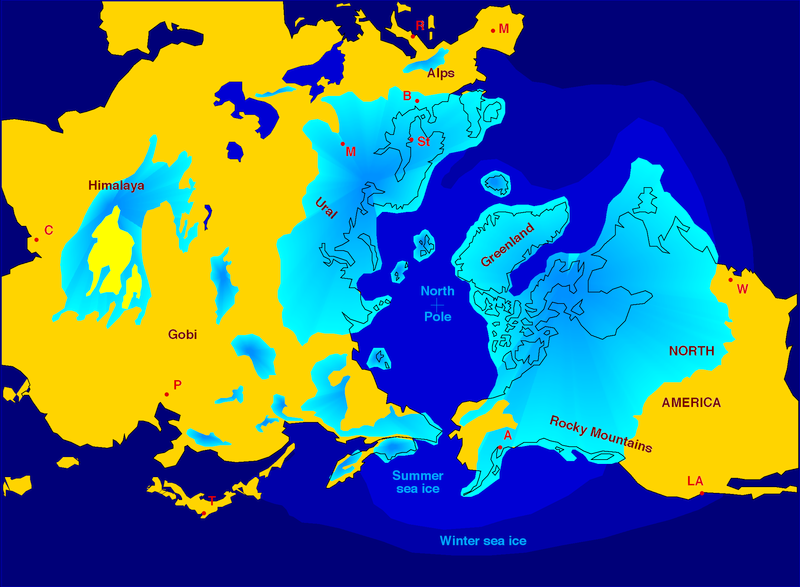 R
M
Alps
B
M
St
Himalaya
Ural
C
Greenland
North
Pole
W
Gobi
NORTH
P
AMERICA
Rocky Mountains
A
Summer
sea ice
LA
T
Winter sea ice